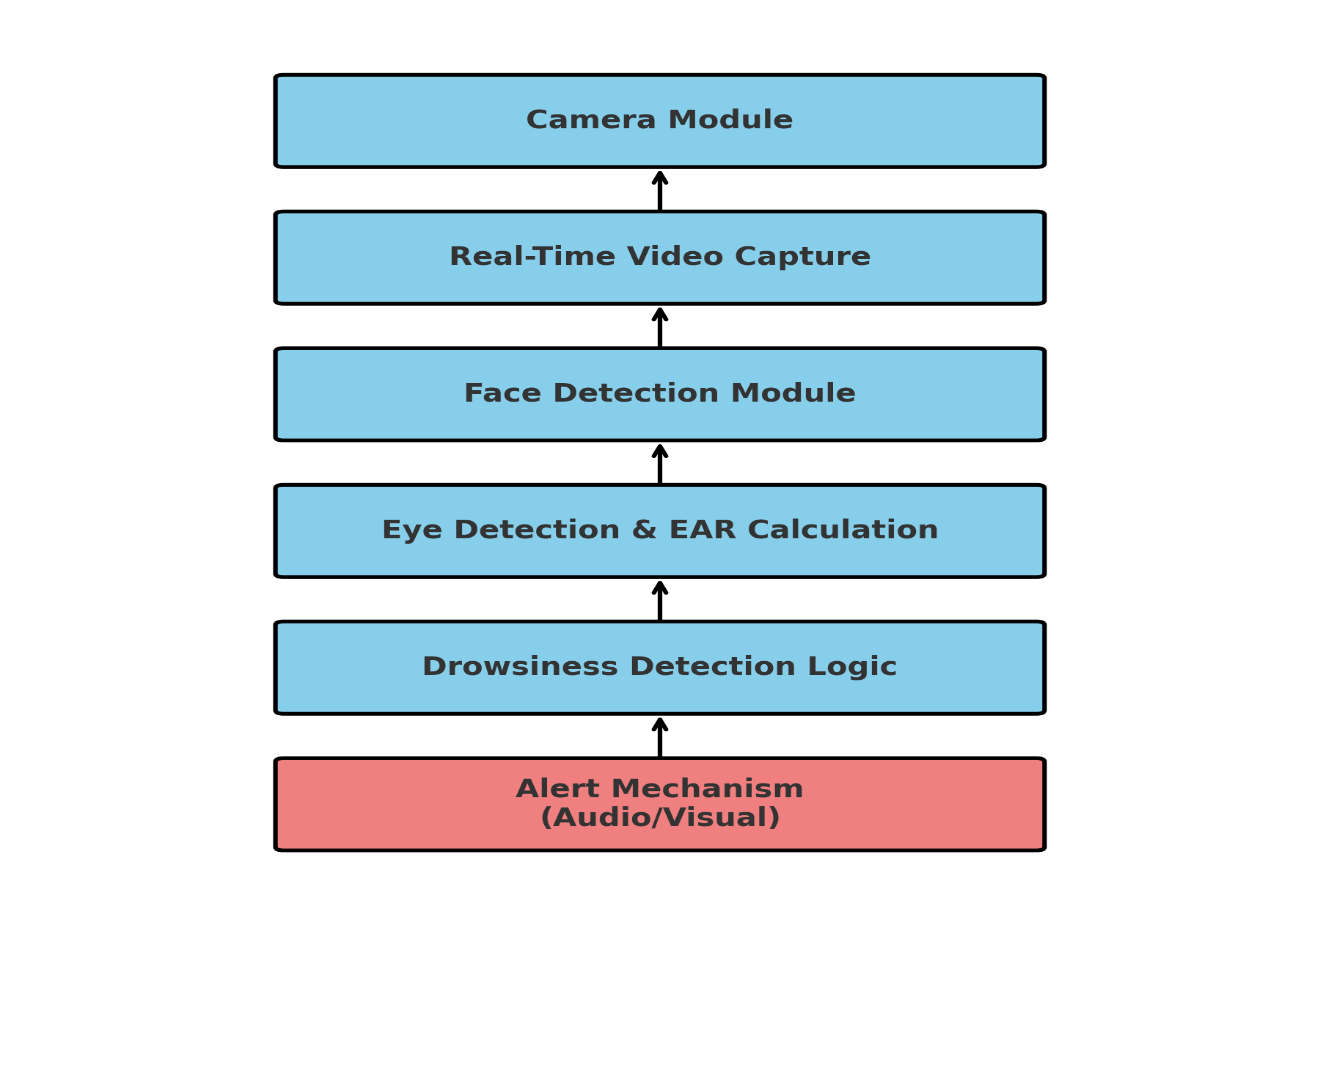 Camera Module
Real-Time Video Capture
Face Detection Module
Eye Detection & EAR Calculation
Drowsiness Detection Logic
Alert Mechanism
(Audio/Visual)